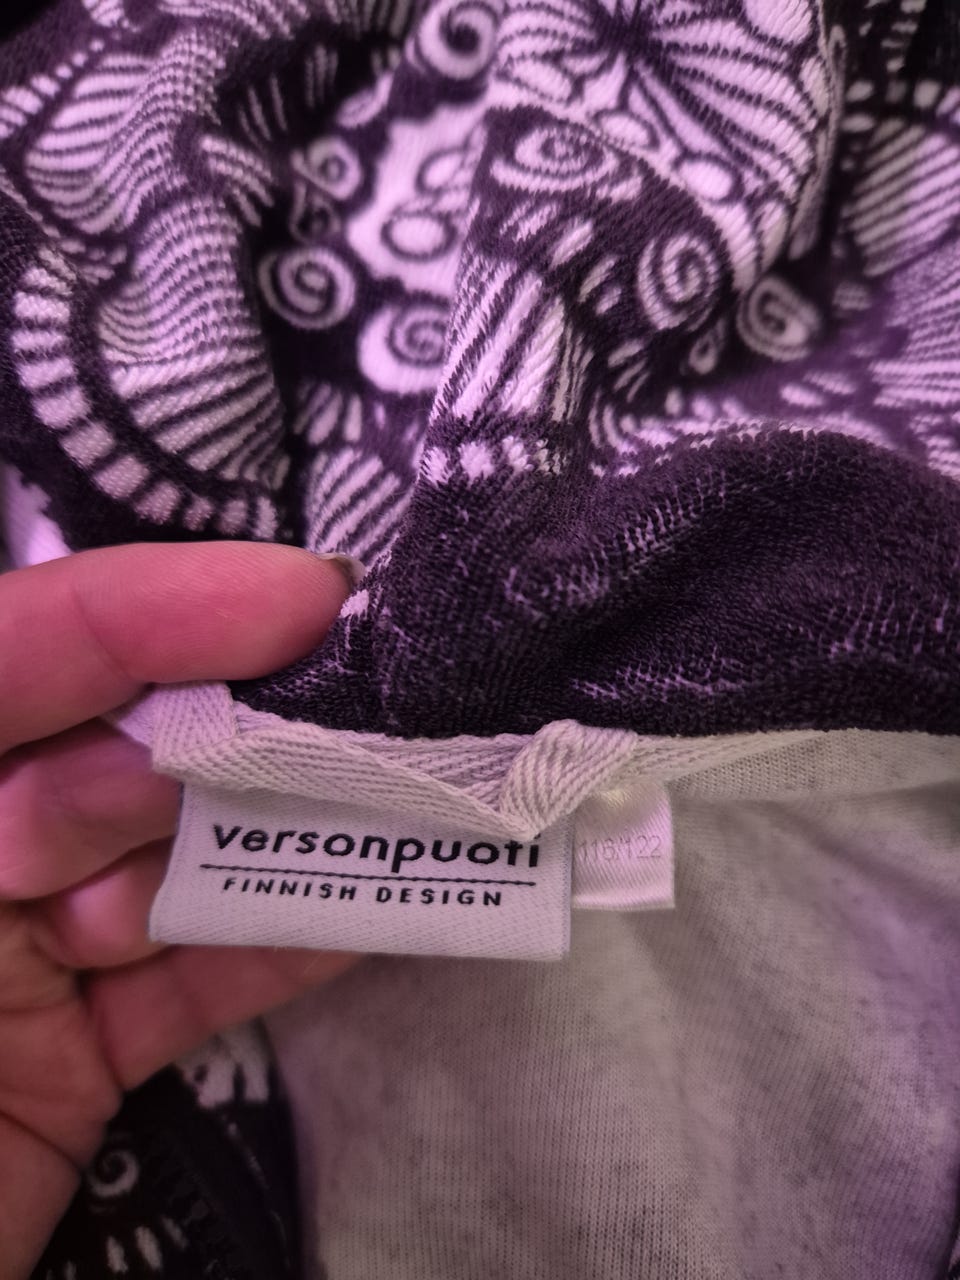 versonpuoti
FINNISH DESIGN
116/122